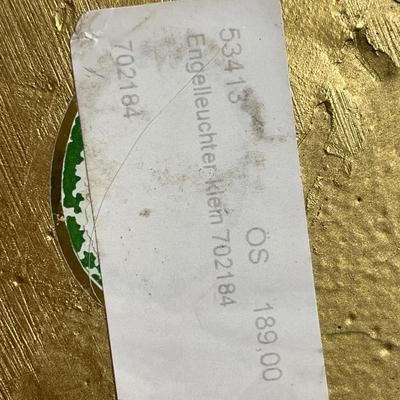 53413
Engelleuchter klein 702184
702184
ÖS 189,00